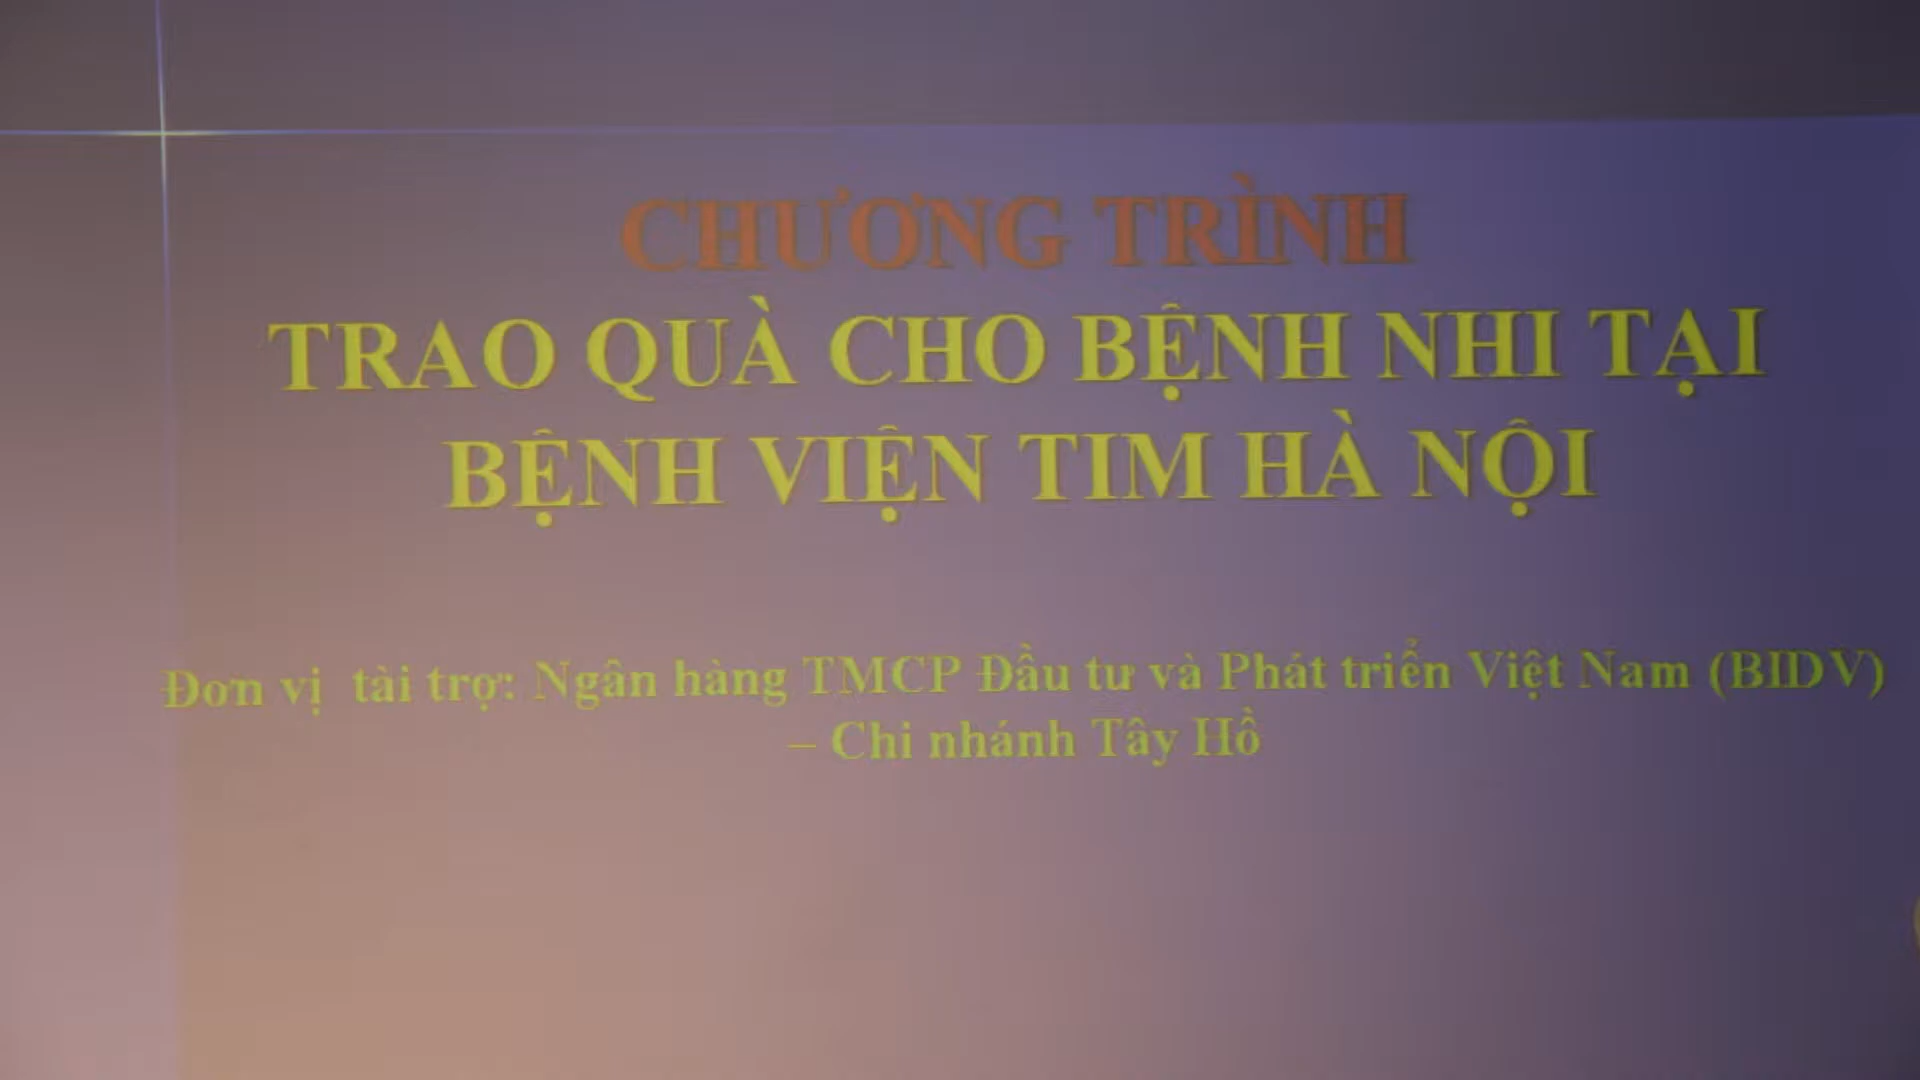 CHƯƠNG TRÌNH
TRAO QUÀ CHO BỆNH NHI TẠI
BỆNH VIỆN TIM HÀ NỘI
Đơn vị tài trợ: Ngân hàng TMCP Đầu tư và Phát triển Việt Nam (BIDV)
– Chi nhánh Tây Hồ